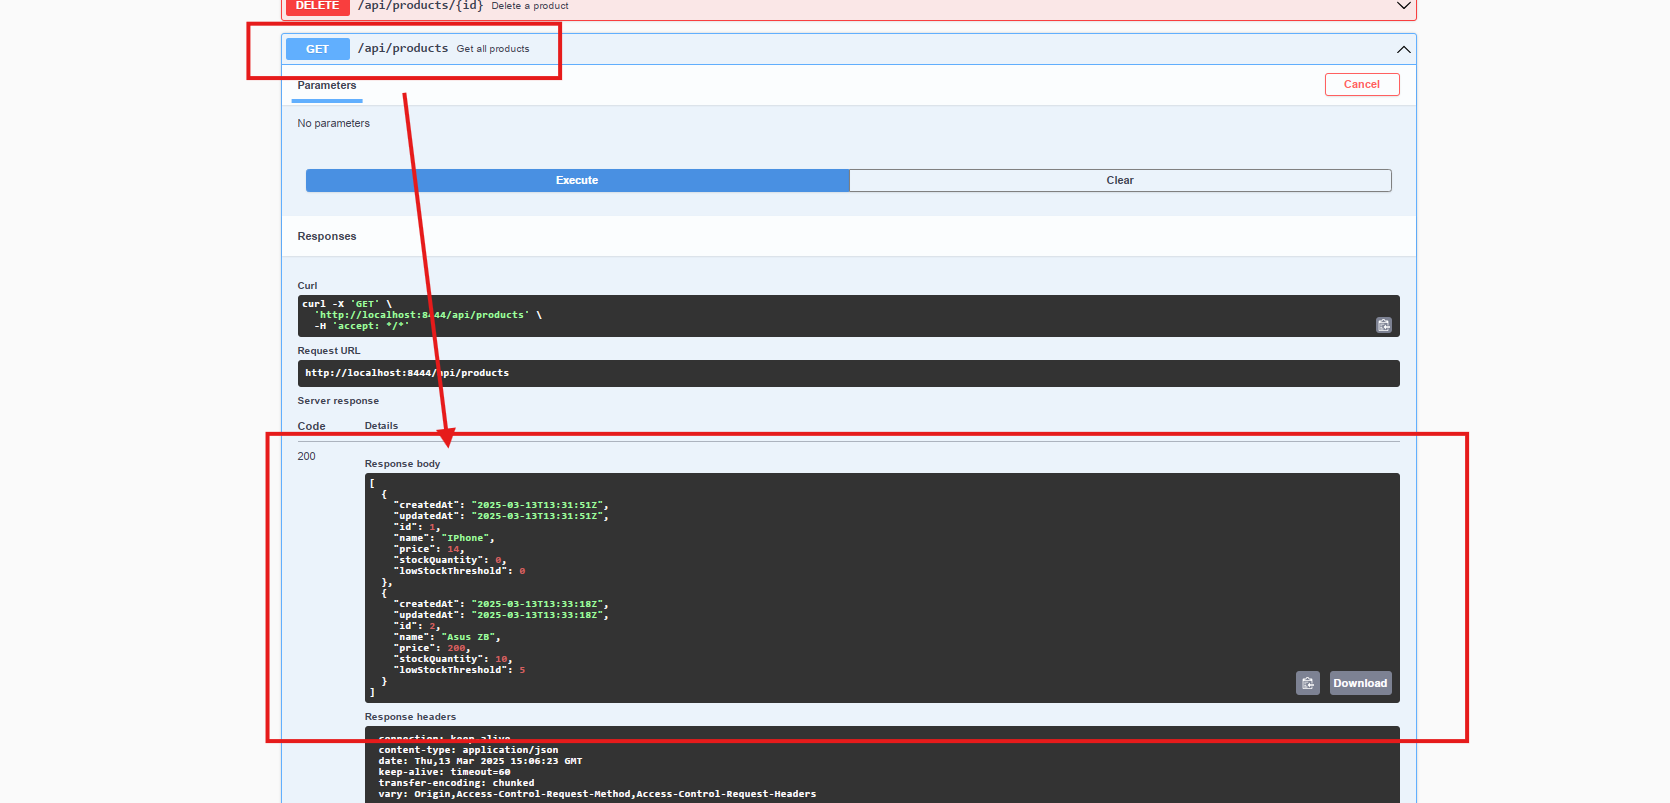 DELETE /api/products/{id} Delete a product
GET /api/products Get all products
Parameters
Cancel
No parameters
Execute
Clear
Responses
Curl
curl -X 'GET' \
'http://localhost:8444/api/products' \
-H 'accept: */*'
Request URL
http://localhost:8444/api/products
Server response
Code Details
200
Response body
[
{
"createdAt": "2025-03-13T13:31:51Z",
"updatedAt": "2025-03-13T13:31:51Z",
"id": 1,
"name": "IPhone",
"price": 14,
"stockQuantity": 0,
"lowStockThreshold": 0
},
{
"createdAt": "2025-03-13T13:33:18Z",
"updatedAt": "2025-03-13T13:33:18Z",
"id": 2,
"name": "Asus ZB",
"price": 200,
"stockQuantity": 10,
"lowStockThreshold": 5
}
]
Download
Response headers
connection: keep-alive
content-type: application/json
date: Thu,13 Mar 2025 15:06:23 GMT
keep-alive: timeout=60
transfer-encoding: chunked
vary: Origin,Access-Control-Request-Method,Access-Control-Request-Headers